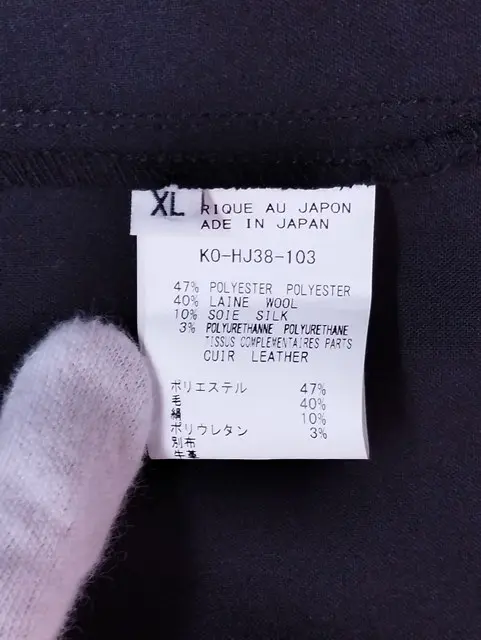 XL
RIQUE AU JAPON
ADE IN JAPAN
KO-HJ38-103
47% POLYESTER POLYESTER
40% LAINE WOOL
10% SOIE SILK
3% POLYURETHANNE POLYURETHANE
TISSUS COMPLEMENTAIRES PARTS
CUIR LEATHER
ポリエステル 47%
毛 40%
絹 10%
ポリウレタン 3%
別布
牛革